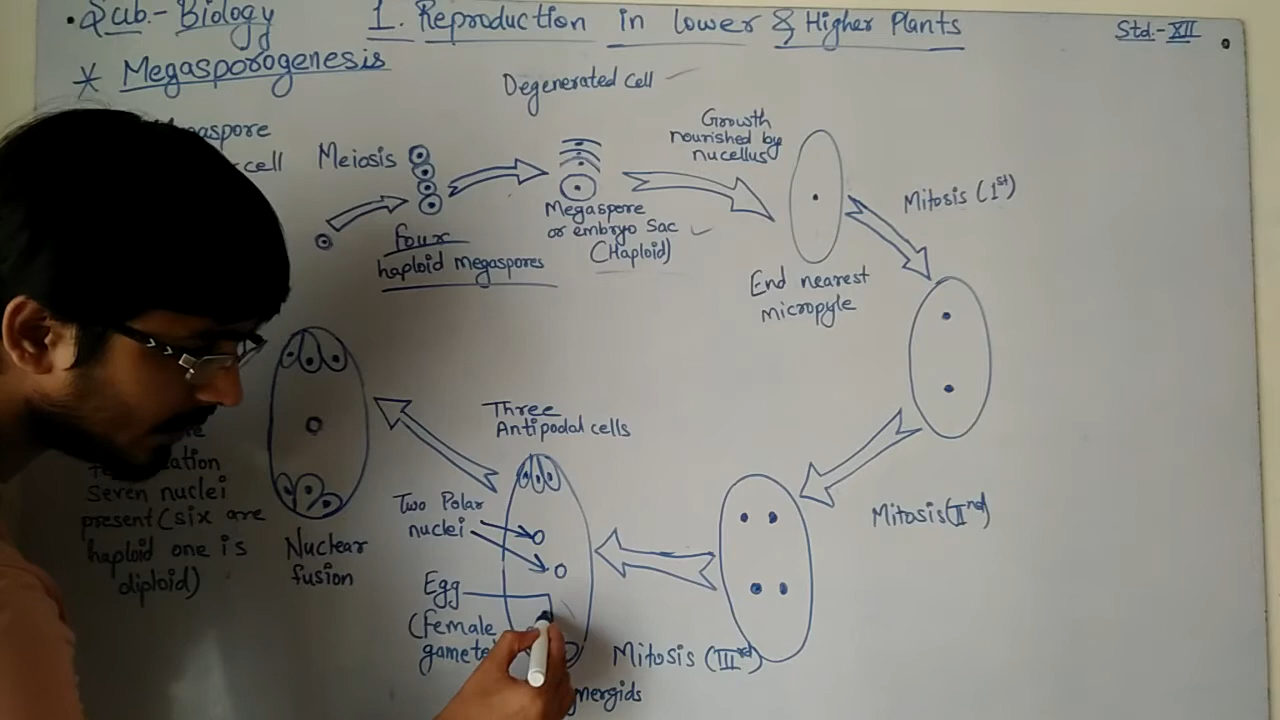 • Sub.- Biology
1. Reproduction in lower & Higher Plants
Std.- XII
* Megasporogenesis
Degenerated cell
cell
Meiosis
four
haploid megaspores
Megaspore
or embryo sac
(Haploid)
Growth
nourished by
nucellus
End nearest
micropyle
Mitosis (1st)
Mitosis (IInd)
Mitosis (IIIrd)
Three
Antipodal cells
Two Polar
nuclei
Egg
(female
gamete
Nuclear
fusion
seven nuclei
present (six are
haploid one is
diploid)